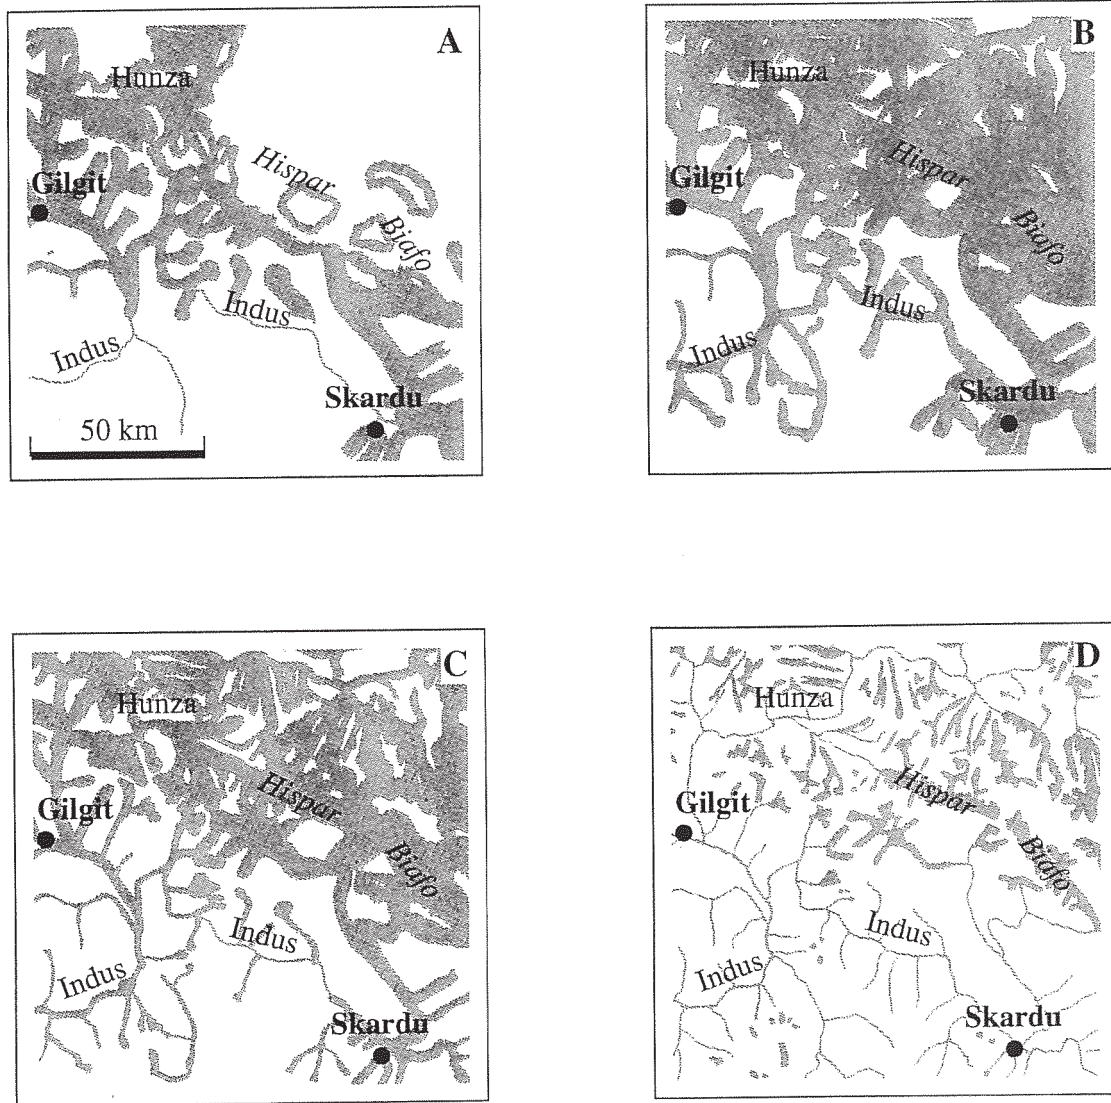 A
Hunza
Hispar
Gilgit
Biafo
Indus
Indus
Skardu
50 km
B
Hunza
Hispar
Gilgit
Biafo
Indus
Indus
Skardu
C
Hunza
Hispar
Gilgit
Biafo
Indus
Indus
Skardu
D
Hunza
Hispar
Gilgit
Biafo
Indus
Indus
Skardu